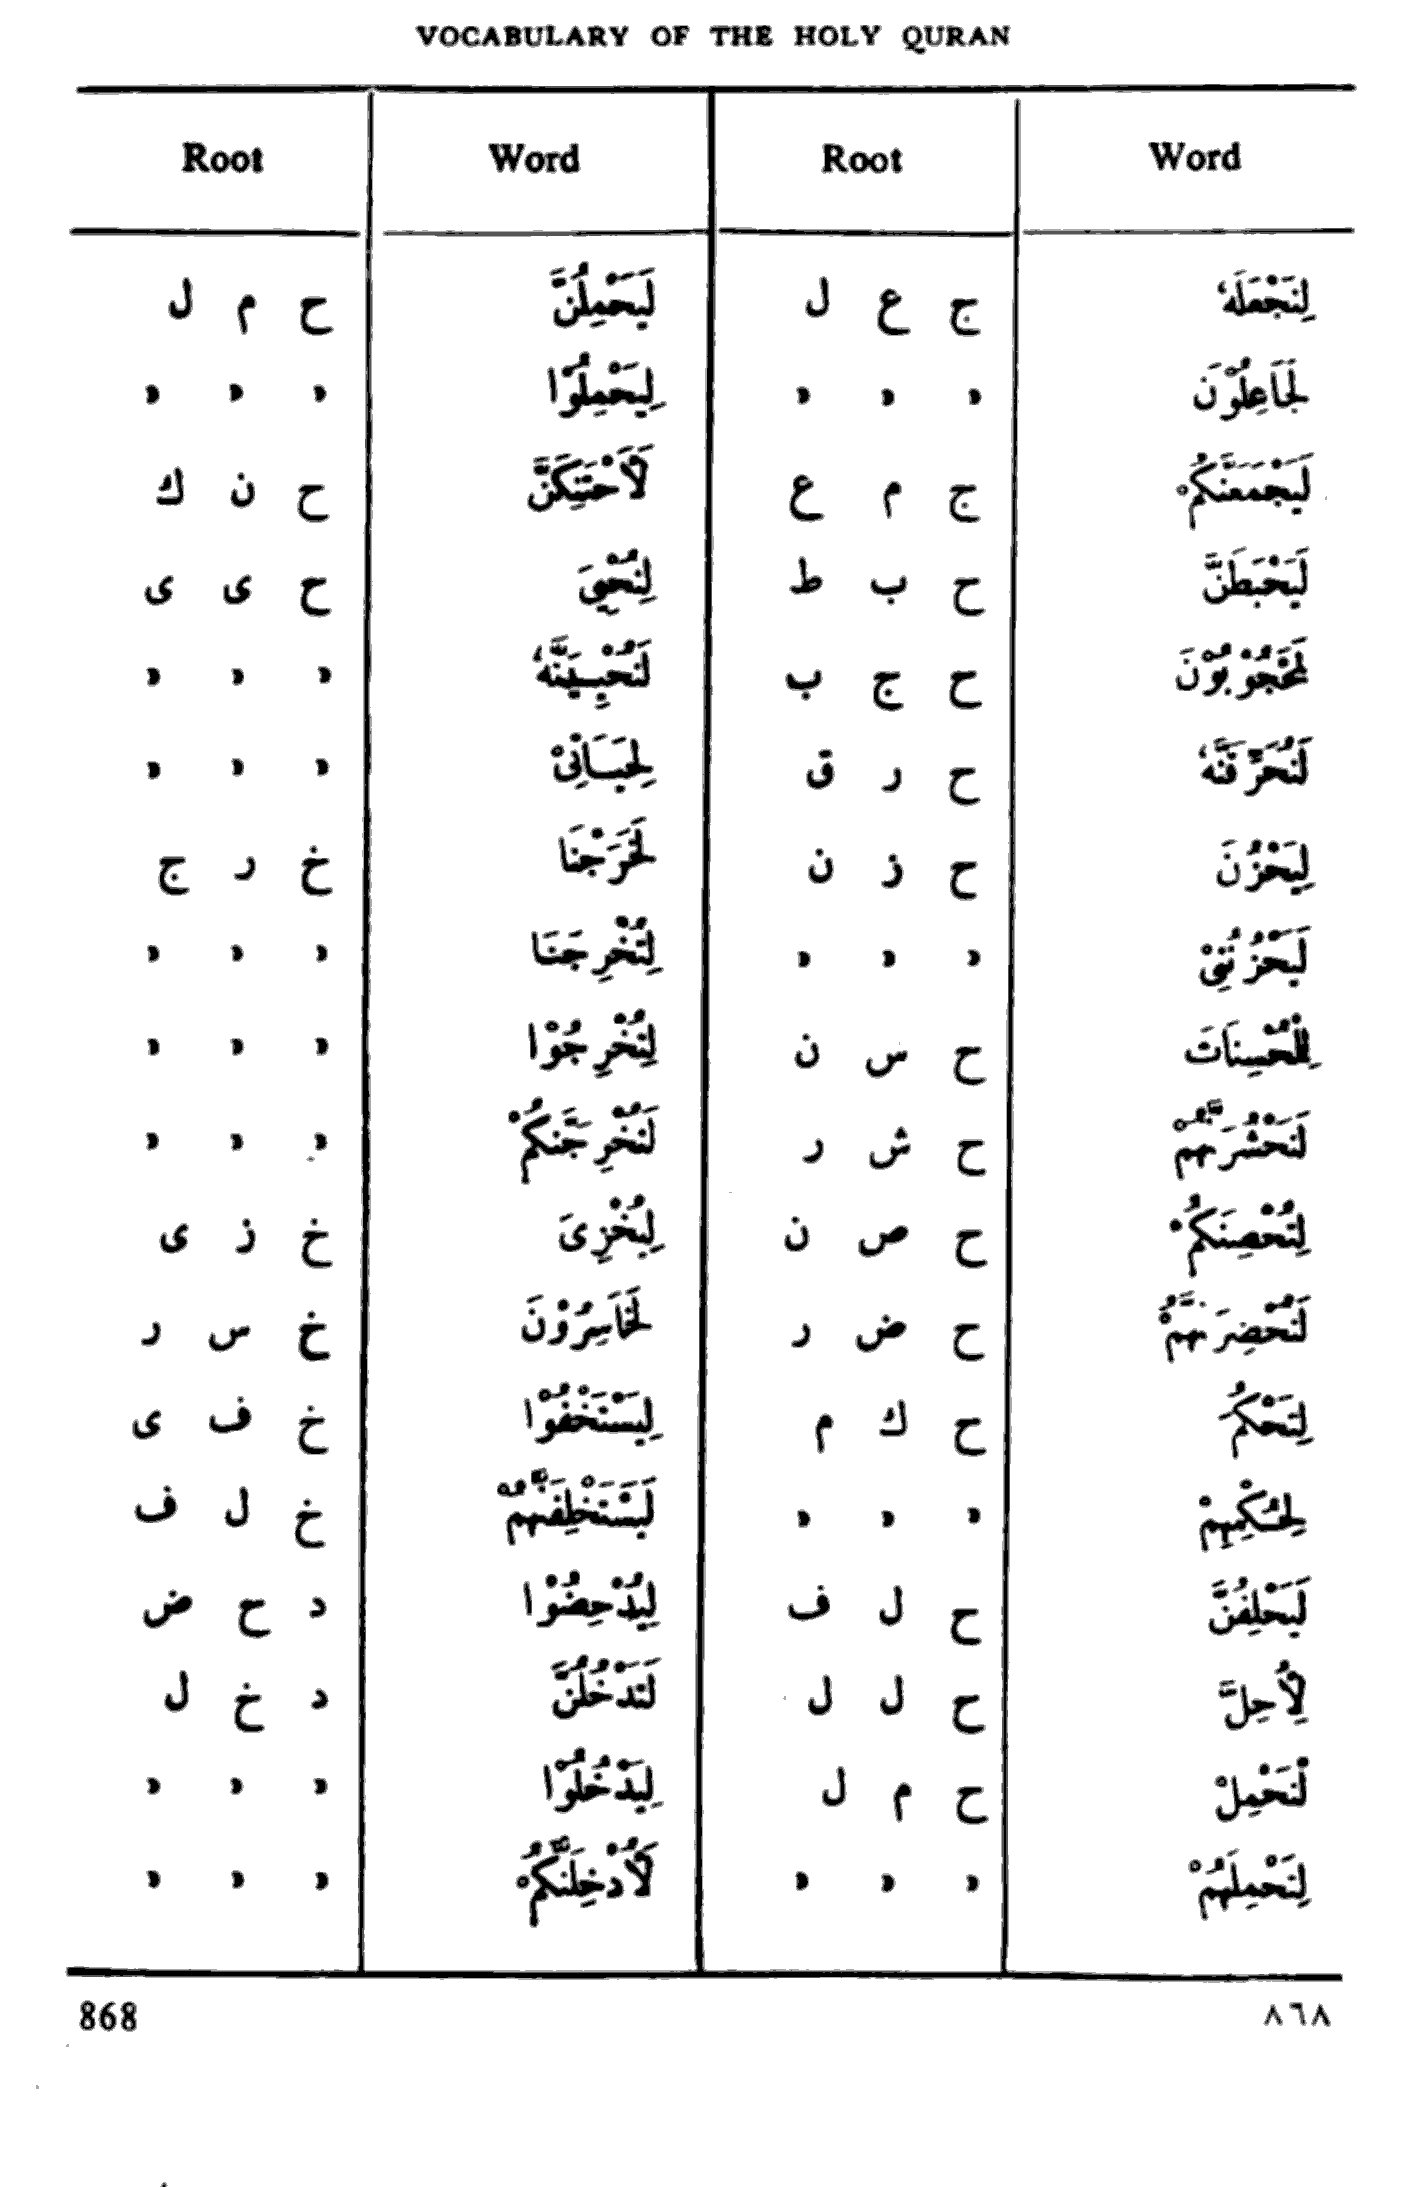 VOCABULARY OF THE HOLY QURAN
Root Word Root Word
لِنَجْعَلَهٗ ج ع ل لَيَحْمِلُنَّ ح م ل
لَجَاعِلُوْنَ " " " لِيَحْمِلُوْا " " "
لَيَجْمَعَنَّكُمْ ج م ع لَاَحْتَنِكَنَّ ح ن ك
لَيَحْبَطَنَّ ح ب ط لِنُحْيِیَ ح ى ى
لَمَحْجُوْبُوْنَ ح ج ب لَنُحْيِيَنَّهٗ " " "
لَنُحَرِّقَنَّهٗ ح ر ق لِحَيَاتِیْ " " "
لِيَحْزُنَ ح ز ن لَخَرَجْنَا خ ر ج
لَيَحْزُنُنِیْ " " " لِتُخْرِجَنَا " " "
لِلْمُحْسِنَاتِ ح س ن لِتُخْرِجُوْا " " "
لَنَحْشُرَنَّهُمْ ح ش ر لَنُخْرِجَنَّكُمْ " " "
لِتُحْصِنَكُمْ ح ص ن لِيُخْزِیَ خ ز ى
لَنُحْضِرَنَّهُمْ ح ض ر لَخَاسِرُوْنَ خ س ر
لِتَحْكُمَ ح ك م لِيَسْتَخْفُوْا خ ف ى
لِحُكْمِهِمْ " " " لَيَسْتَخْلِفَنَّهُمْ خ ل ف
لَيَحْلِفُنَّ ح ل ف لِيُدْحِضُوْا د ح ض
لِاُحِلَّ ح ل ل لَتَدْخُلُنَّ د خ ل
لْنَحْمِلْ ح م ل لِيَدْخُلُوْا " " "
لِتَحْمِلَهُمْ " " " لَاُدْخِلَنَّكُمْ " " "
868 ٨٦٨